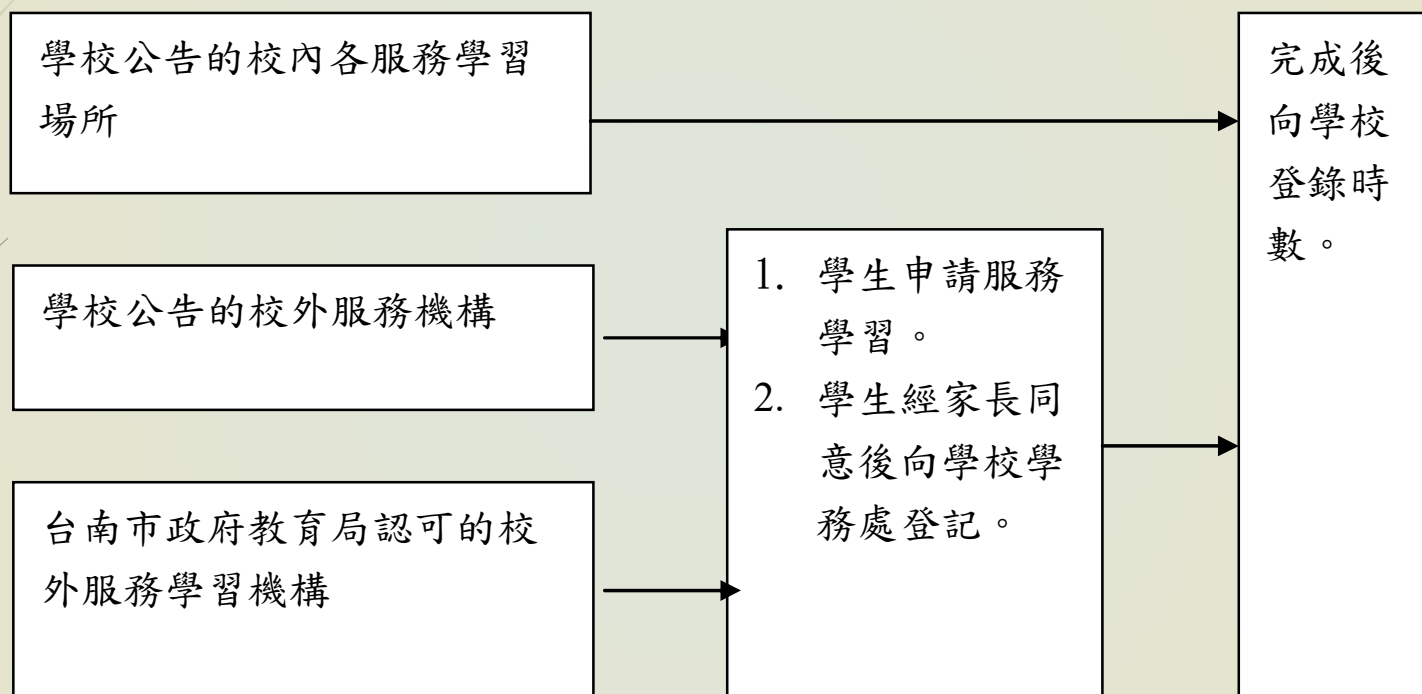 學校公告的校內各服務學習
場所
學校公告的校外服務機構
台南市政府教育局認可的校
外服務學習機構
1. 學生申請服務
學習。
2. 學生經家長同
意後向學校學
務處登記。
完成後
向學校
登錄時
數。